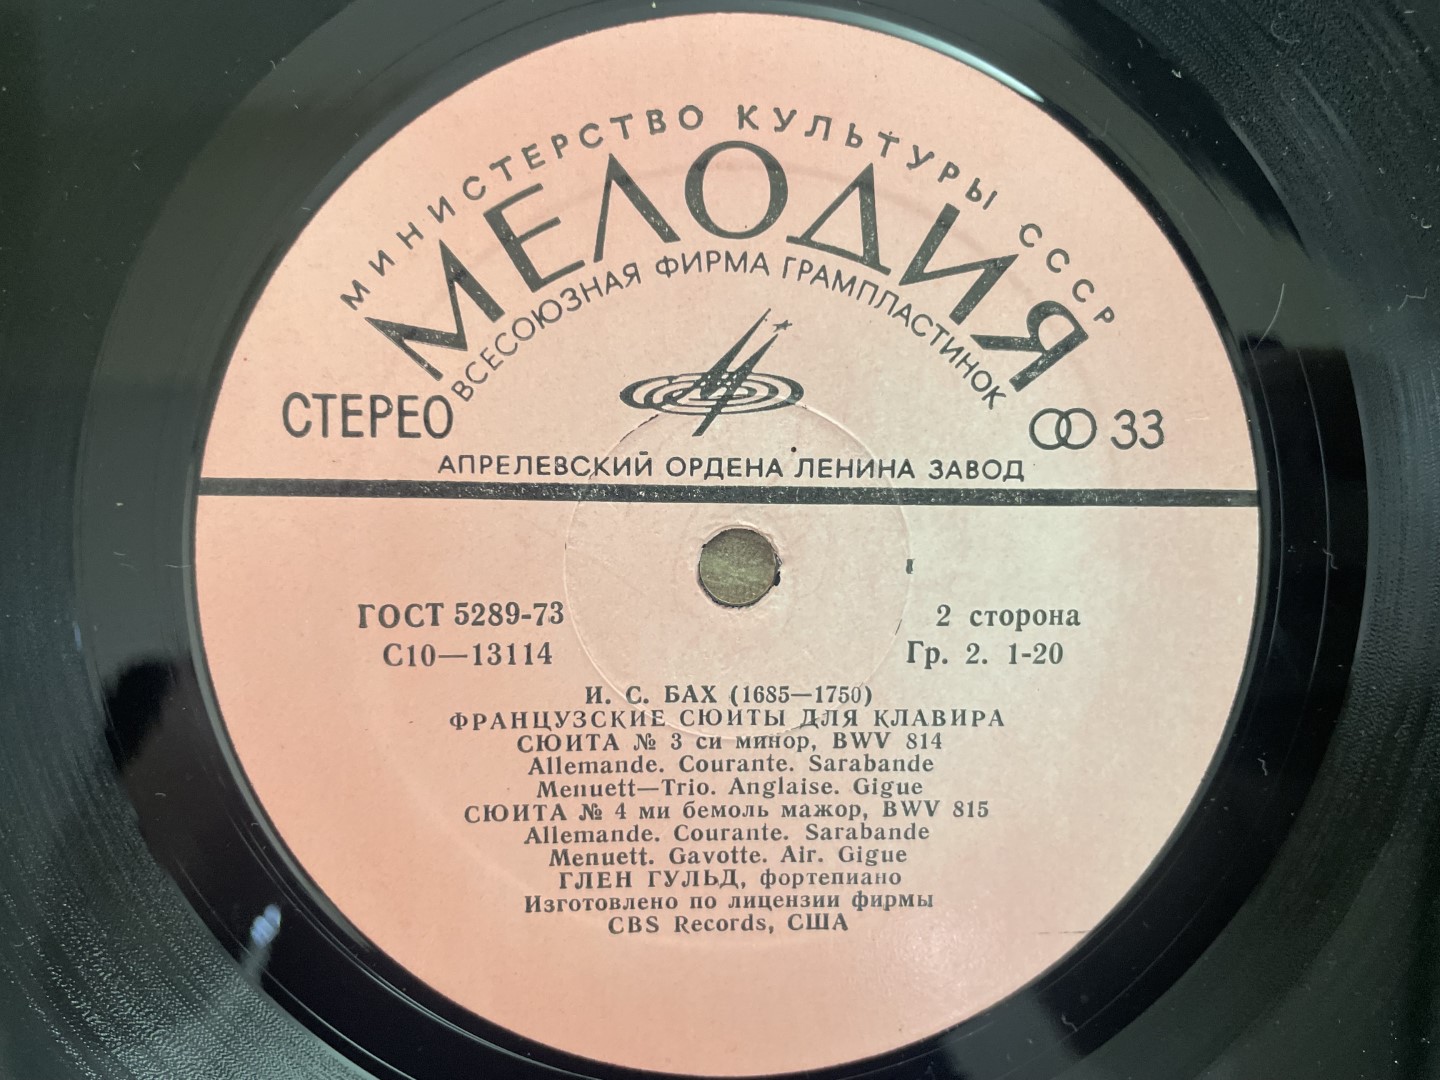 МИНИСТЕРСТВО КУЛЬТУРЫ СССР
МЕЛОДИЯ
ВСЕСОЮЗНАЯ ФИРМА ГРАМПЛАСТИНОК
СТЕРЕО
33
АПРЕЛЕВСКИЙ ОРДЕНА ЛЕНИНА ЗАВОД
ГОСТ 5289-73
2 сторона
С10—13114
Гр. 2. 1-20
И. С. БАХ (1685—1750)
ФРАНЦУЗСКИЕ СЮИТЫ ДЛЯ КЛАВИРА
СЮИТА № 3 си минор, BWV 814
Allemande. Courante. Sarabande
Menuett—Trio. Anglaise. Gigue
СЮИТА № 4 ми бемоль мажор, BWV 815
Allemande. Courante. Sarabande
Menuett. Gavotte. Air. Gigue
ГЛЕН ГУЛЬД, фортепиано
Изготовлено по лицензии фирмы
CBS Records, США